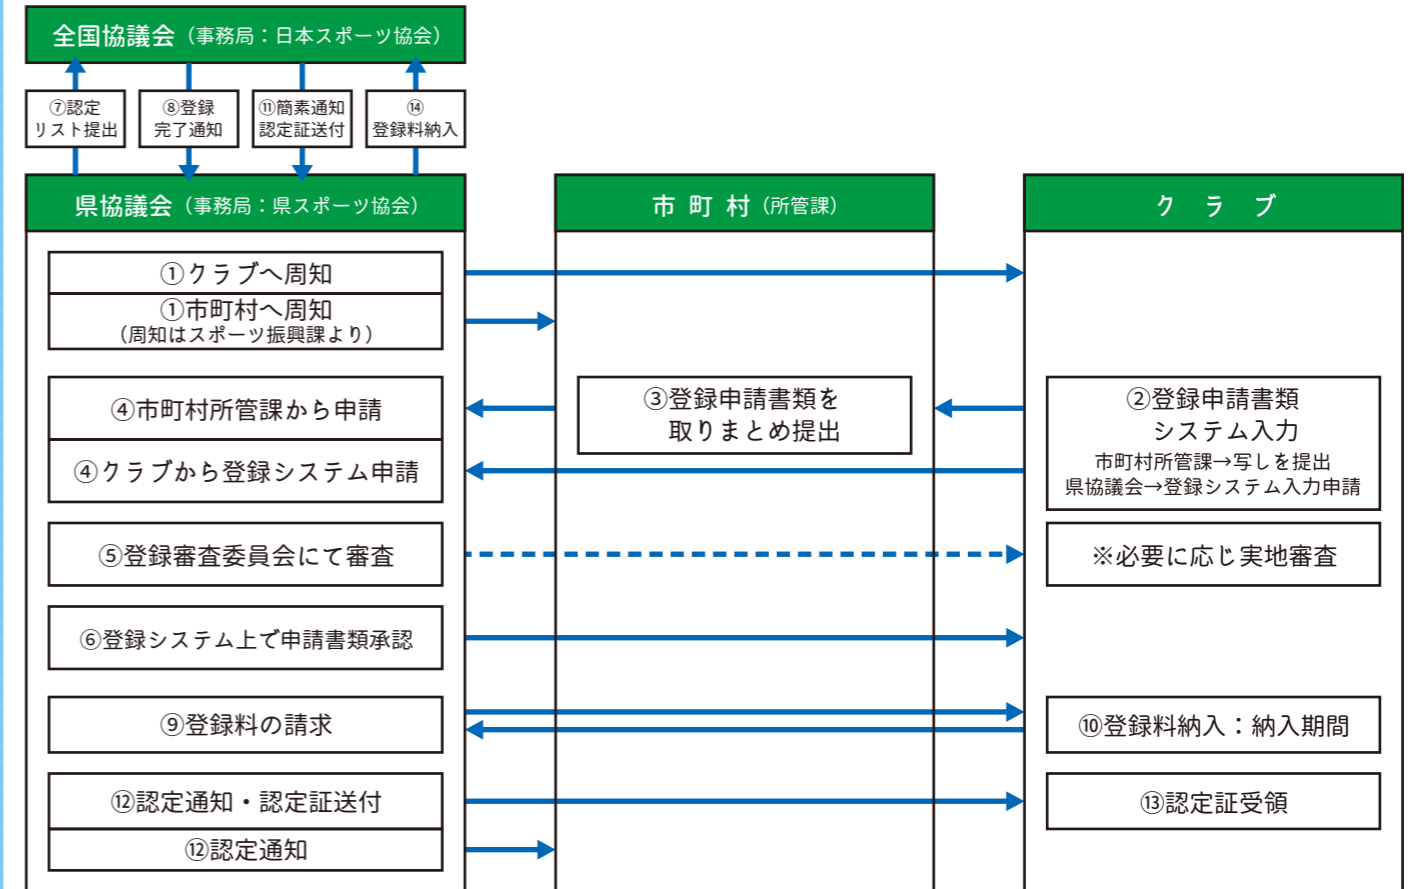 全国協議会（事務局：日本スポーツ協会）
⑦認定
リスト提出
⑧登録
完了通知
⑪簡素通知
認定証送付
⑭
登録料納入
県協議会（事務局：県スポーツ協会）
市町村（所管課）
クラブ
①クラブへ周知
①市町村へ周知
（周知はスポーツ振興課より）
④市町村所管課から申請
④クラブから登録システム申請
③登録申請書類を
取りまとめ提出
②登録申請書類
システム入力
市町村所管課→写しを提出
県協議会→登録システム入力申請
⑤登録審査委員会にて審査
※必要に応じ実地審査
⑥登録システム上で申請書類承認
⑨登録料の請求
⑩登録料納入：納入期間
⑫認定通知・認定証送付
⑬認定証受領
⑫認定通知